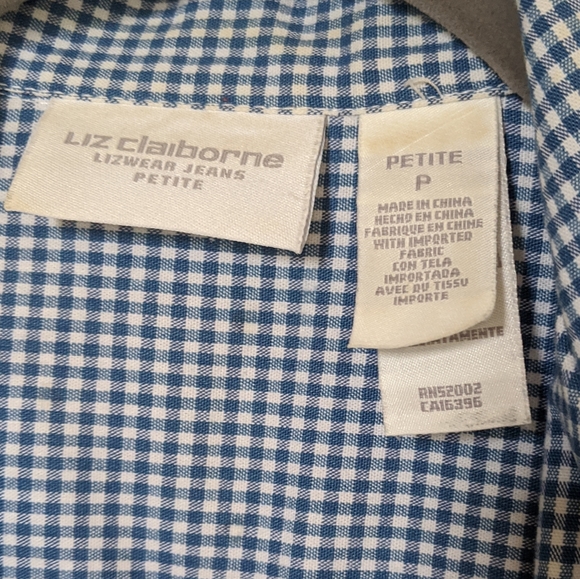 Liz claiborne
LIZWEAR JEANS
PETITE
PETITE
P
MADE IN CHINA
HECHO EN CHINA
FABRIQUE EN CHINE
WITH IMPORTED
FABRIC
CON TELA
IMPORTADA
AVEC DU TISSU
IMPORTE
RN52002
CA16396